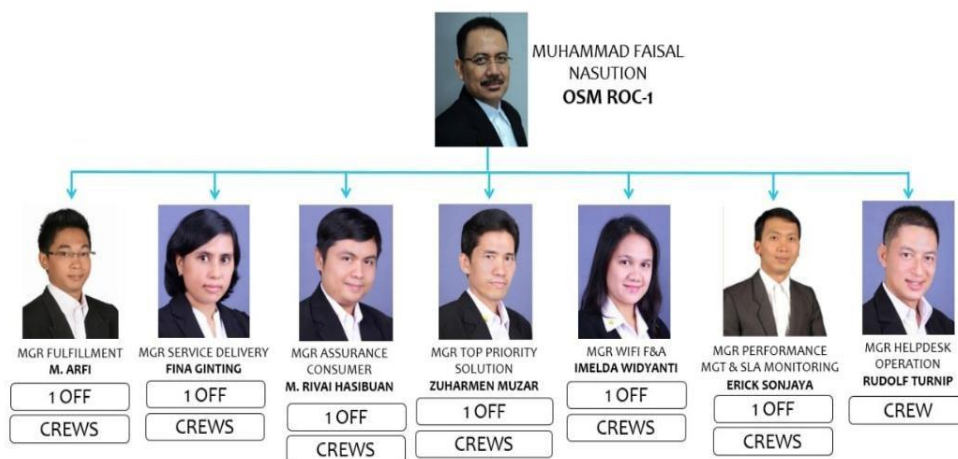 MUHAMMAD FAISAL
NASUTION
OSM ROC-1
MGR FULFILLMENT
M. ARFI
1 OFF
CREWS
MGR SERVICE DELIVERY
FINA GINTING
1 OFF
CREWS
MGR ASSURANCE
CONSUMER
M. RIVAI HASIBUAN
1 OFF
CREWS
MGR TOP PRIORITY
SOLUTION
ZUHARMEN MUZAR
1 OFF
CREWS
MGR WIFI F&A
IMELDA WIDYANTI
1 OFF
CREWS
MGR PERFORMANCE
MGT & SLA MONITORING
ERICK SONJAYA
1 OFF
CREWS
MGR HELPDESK
OPERATION
RUDOLF TURNIP
CREW